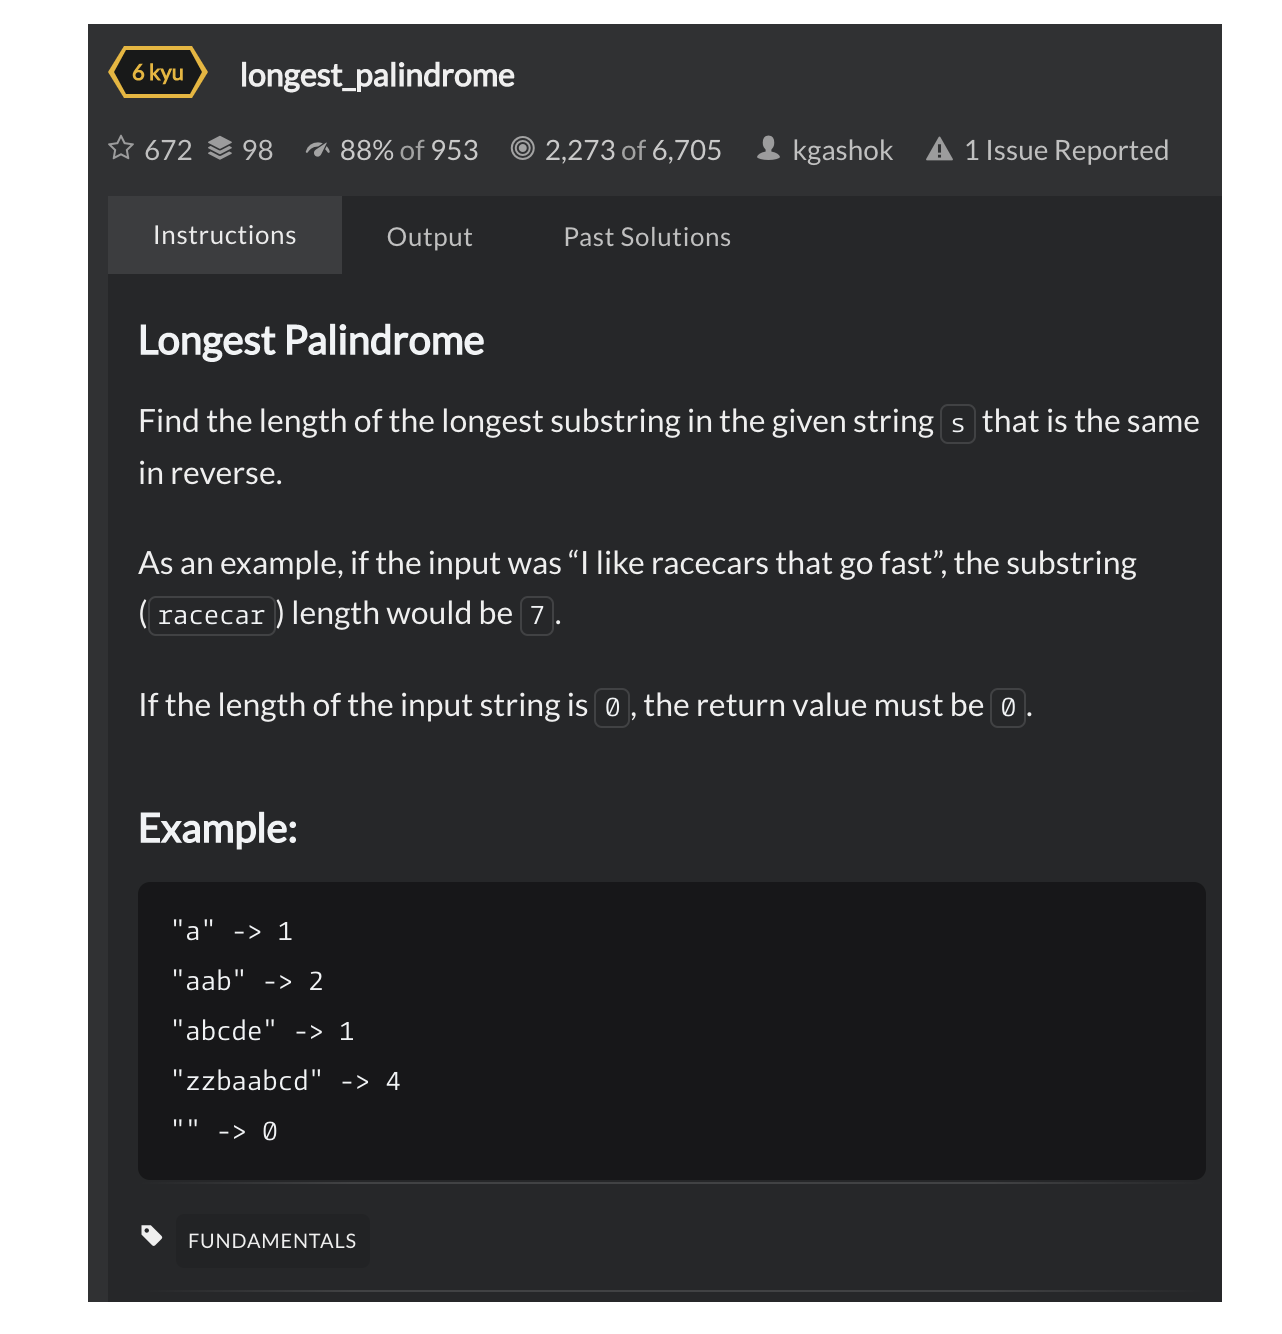 6 kyu longest_palindrome
672 98 88% of 953 2,273 of 6,705 kgashok 1 Issue Reported
Instructions Output Past Solutions
Longest Palindrome
Find the length of the longest substring in the given string s that is the same
in reverse.
As an example, if the input was “I like racecars that go fast”, the substring
(racecar) length would be 7.
If the length of the input string is 0, the return value must be 0.
Example:
"a" -> 1
"aab" -> 2
"abcde" -> 1
"zzbaabcd" -> 4
"" -> 0
FUNDAMENTALS